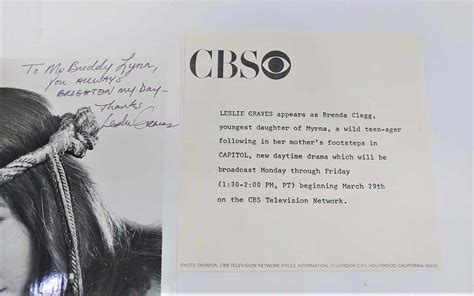 To My Buddy Lynn,
you ALWAYS
BRIGHTEN my DAY—
Thanks
Leslie Graves
CBS
LESLIE GRAVES appears as Brenda Clegg,
youngest daughter of Myrna, a wild teen-ager
following in her mother's footsteps in
CAPITOL, new daytime drama which will be
broadcast Monday through Friday
(1:30-2:00 PM, PT) beginning March 29th
on the CBS Television Network.
PHOTO DIVISION, CBS TELEVISION NETWORK PRESS INFORMATION, TELEVISION CITY, HOLLYWOOD, CALIFORNIA 90036